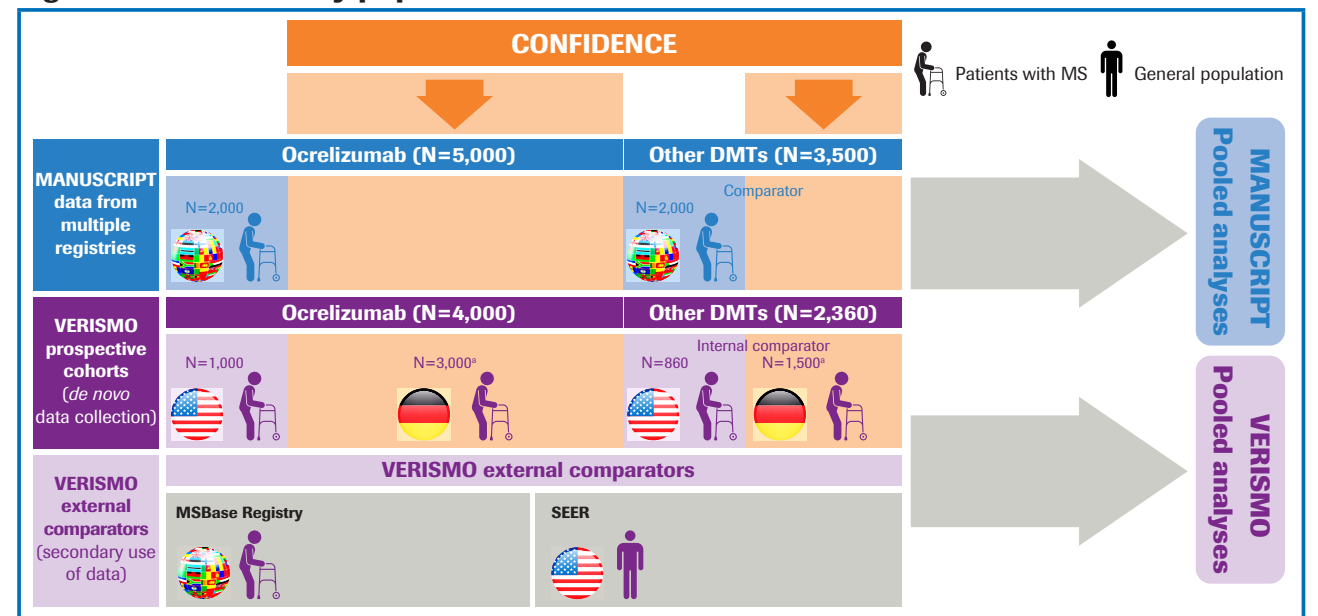 CONFIDENCE
Patients with MS
General population
MANUSCRIPT
data from
multiple
registries
Ocrelizumab (N=5,000)
Other DMTs (N=3,500)
N=2,000
Comparator
N=2,000
MANUSCRIPT
Pooled analyses
VERISMO
prospective
cohorts
(de novo
data collection)
Ocrelizumab (N=4,000)
Other DMTs (N=2,360)
N=1,000
N=3,000ᵃ
Internal comparator
N=860
N=1,500ᵃ
VERISMO
Pooled analyses
VERISMO
external
comparators
(secondary use
of data)
VERISMO external comparators
MSBase Registry
SEER